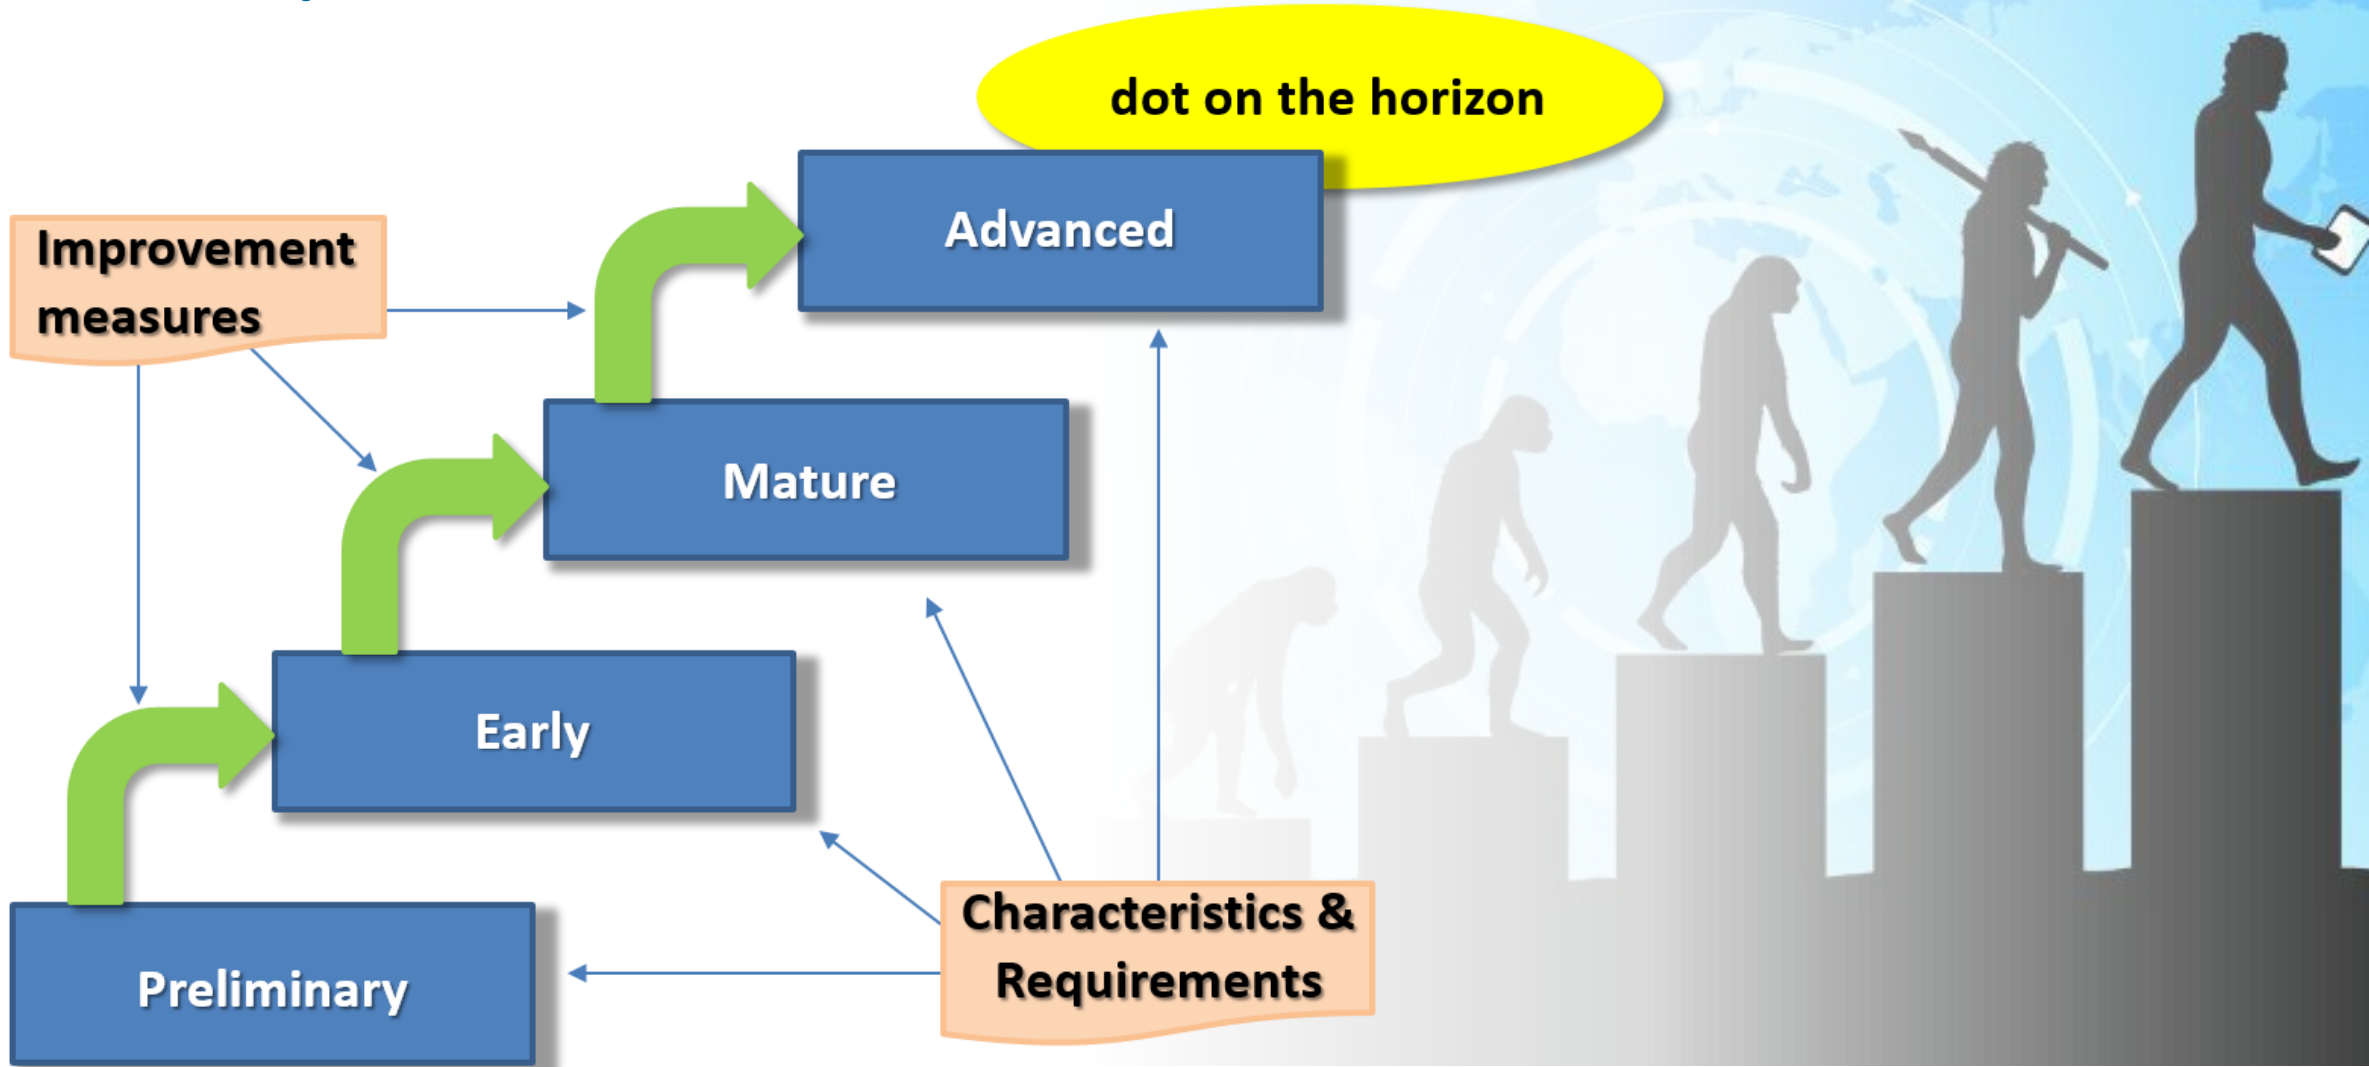 dot on the horizon
Advanced
Improvement
measures
Mature
Early
Characteristics &
Requirements
Preliminary